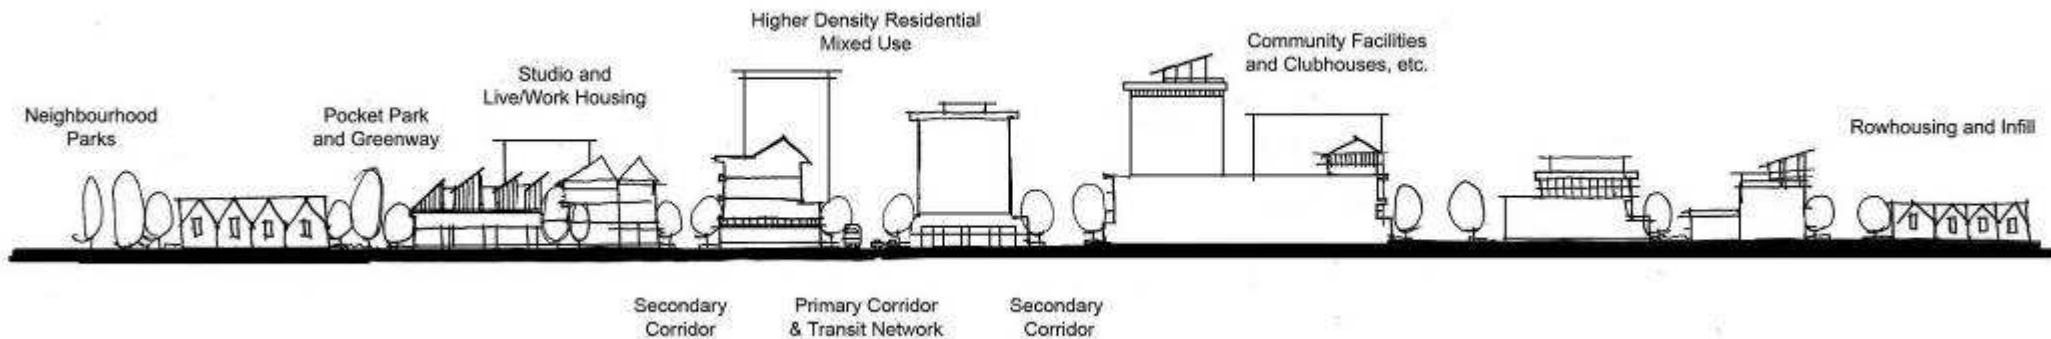 Neighbourhood
Parks
Pocket Park
and Greenway
Studio and
Live/Work Housing
Higher Density Residential
Mixed Use
Community Facilities
and Clubhouses, etc.
Rowhousing and Infill
Secondary
Corridor
Primary Corridor
& Transit Network
Secondary
Corridor